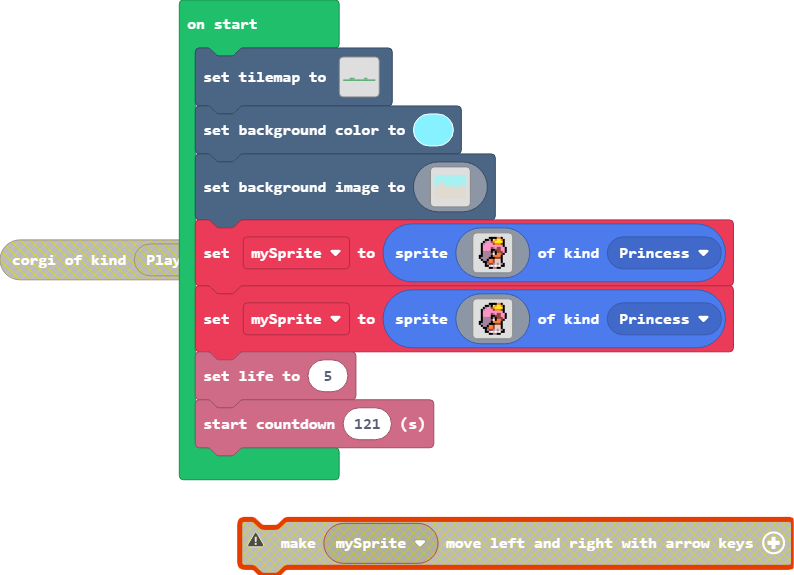 on start
set tilemap to
set background color to
set background image to
corgi of kind Play
set mySprite to sprite of kind Princess
set mySprite to sprite of kind Princess
set life to 5
start countdown 121 (s)
make mySprite move left and right with arrow keys